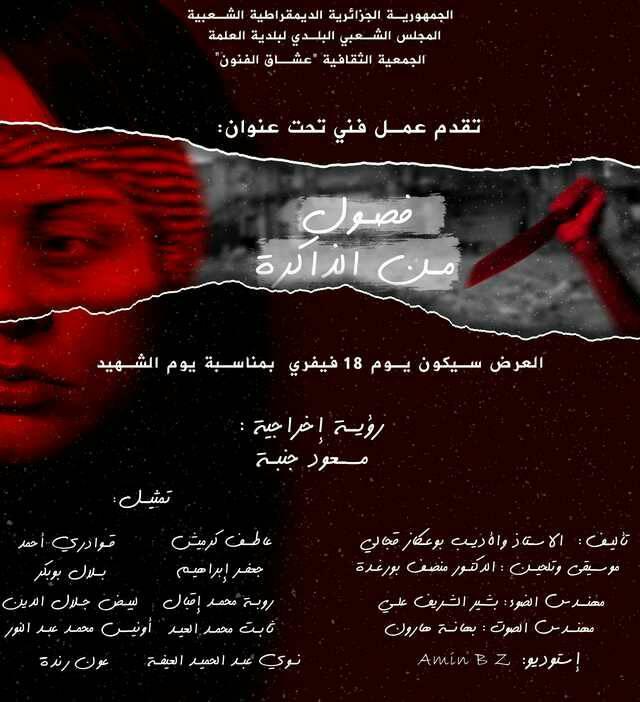 الجمهورية الجزائرية الديمقراطية الشعبية
المجلس الشعبي البلدي لبلدية العلمة
الجمعية الثقافية "عشاق الفنون"
تقدم عمل فني تحت عنوان:
فصول
من الذاكرة
العرض سيكون يوم 18 فيفري بمناسبة يوم الشهيد
رؤية إخراجية :
مسعود جنبة
تمثيل:
عاطف كرميش
قوادري أحمد
جعفر إبراهيم
بلال بوبكر
روبة محمد إقبال
لبيض جلال الدين
ثابت محمد العيد
أونيس محمد عبد النور
نوي عبد الحميد العيفة
عون رندة
تأليف : الاستاذ والأديب بوعكاز قجالي
موسيقى وتلحين : الدكتور منصف بورغدة
مهندس الضوء: بشير الشريف علي
مهندس الصوت : بهانة هارون
إستوديو: Amin B Z